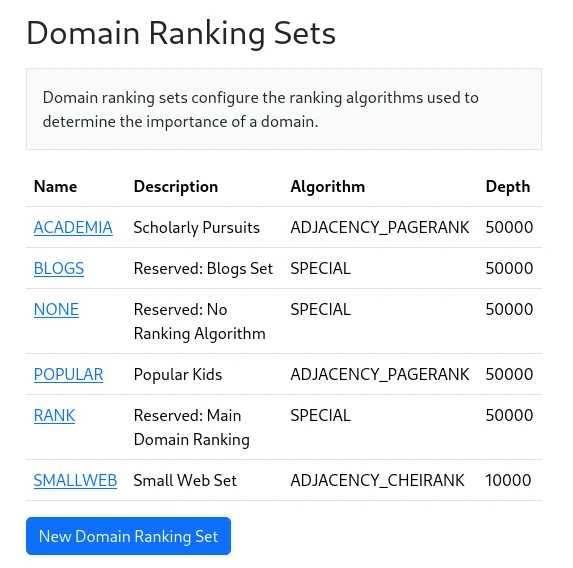 Domain Ranking Sets
Domain ranking sets configure the ranking algorithms used to
determine the importance of a domain.
Name Description Algorithm Depth
ACADEMIA Scholarly Pursuits ADJACENCY_PAGERANK 50000
BLOGS Reserved: Blogs Set SPECIAL 50000
NONE Reserved: No SPECIAL 50000
Ranking Algorithm
POPULAR Popular Kids ADJACENCY_PAGERANK 50000
RANK Reserved: Main SPECIAL 50000
Domain Ranking
SMALLWEB Small Web Set ADJACENCY_CHEIRANK 10000
New Domain Ranking Set